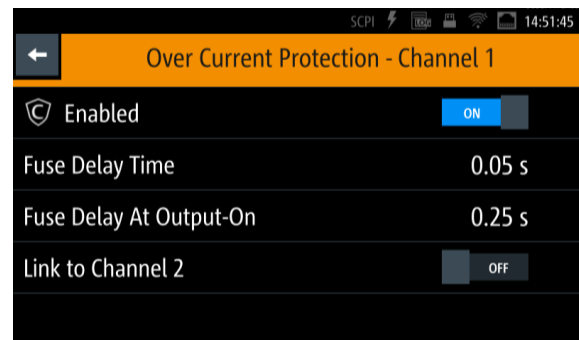 SCPI 14:51:45
Over Current Protection - Channel 1
Enabled ON
Fuse Delay Time 0.05 s
Fuse Delay At Output-On 0.25 s
Link to Channel 2 OFF